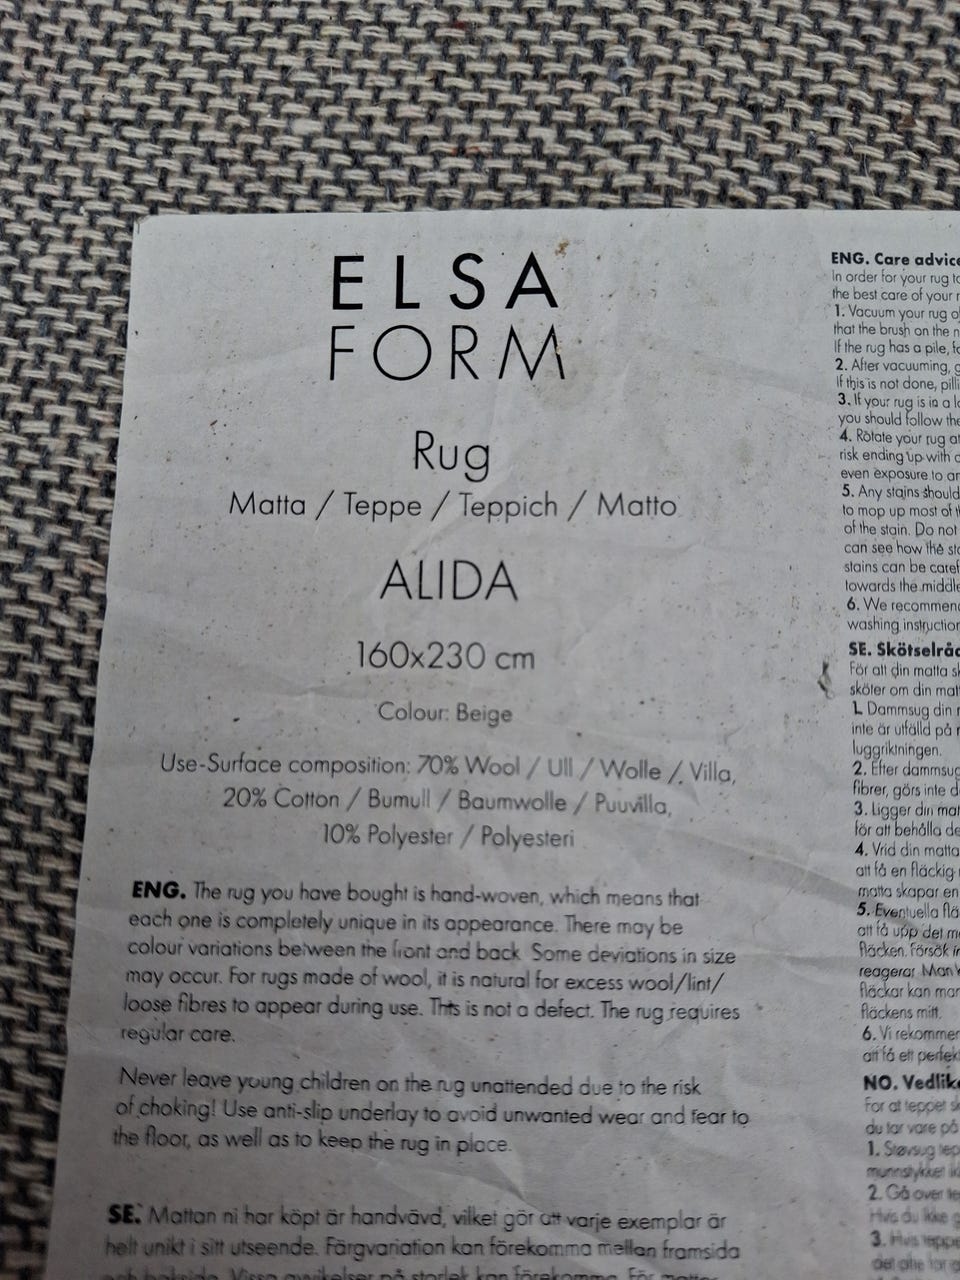 ELSA
FORM
Rug
Matta / Teppe / Teppich / Matto
ALIDA
160x230 cm
Colour: Beige
Use-Surface composition: 70% Wool / Ull / Wolle / Villa,
20% Cotton / Bumull / Baumwolle / Puuvilla,
10% Polyester / Polyesteri
ENG. The rug you have bought is hand-woven, which means that
each one is completely unique in its appearance. There may be
colour variations between the front and back. Some deviations in size
may occur. For rugs made of wool, it is natural for excess wool/lint/
loose fibres to appear during use. This is not a defect. The rug requires
regular care.
Never leave young children on the rug unattended due to the risk
of choking! Use anti-slip underlay to avoid unwanted wear and tear to
the floor, as well as to keep the rug in place.
SE. Mattan ni har köpt är handvävd, vilket gör att varje exemplar är
helt unikt i sitt utseende. Färgvariation kan förekomma mellan framsida
och baksida. Vissa avvikelser på storlek kan förekomma. För mattor
ENG. Care advice
In order for your rug to
the best care of your
1. Vacuum your rug
that the brush on the
If the rug has a pile,
2. After vacuuming,
If this is not done,
3. If your rug is in a
you should follow the
4. Rotate your rug
risk ending up with
even exposure to
5. Any stains should
to mop up most of
of the stain. Do not
can see how the
stains can be
towards the middle
6. We recommend
washing
SE. Skötselråd
För att din matta
sköter om din
1. Dammsug din
inte är utfälld på
luggriktningen.
2. Efter
fibrer, görs inte
3. Ligger din
för att behålla
4. Vrid din matta
att få en fläckig
matta skapar en
5. Eventuella
att få upp det
fläcken. Försök
reagerar. Man
fläckar kan
fläckens mitt.
6. Vi
att få ett
NO.
For at teppet
du tar vare på
1. Støvsug
munnstykket
2. Gå over
Hvis du ikke
3. Hvis